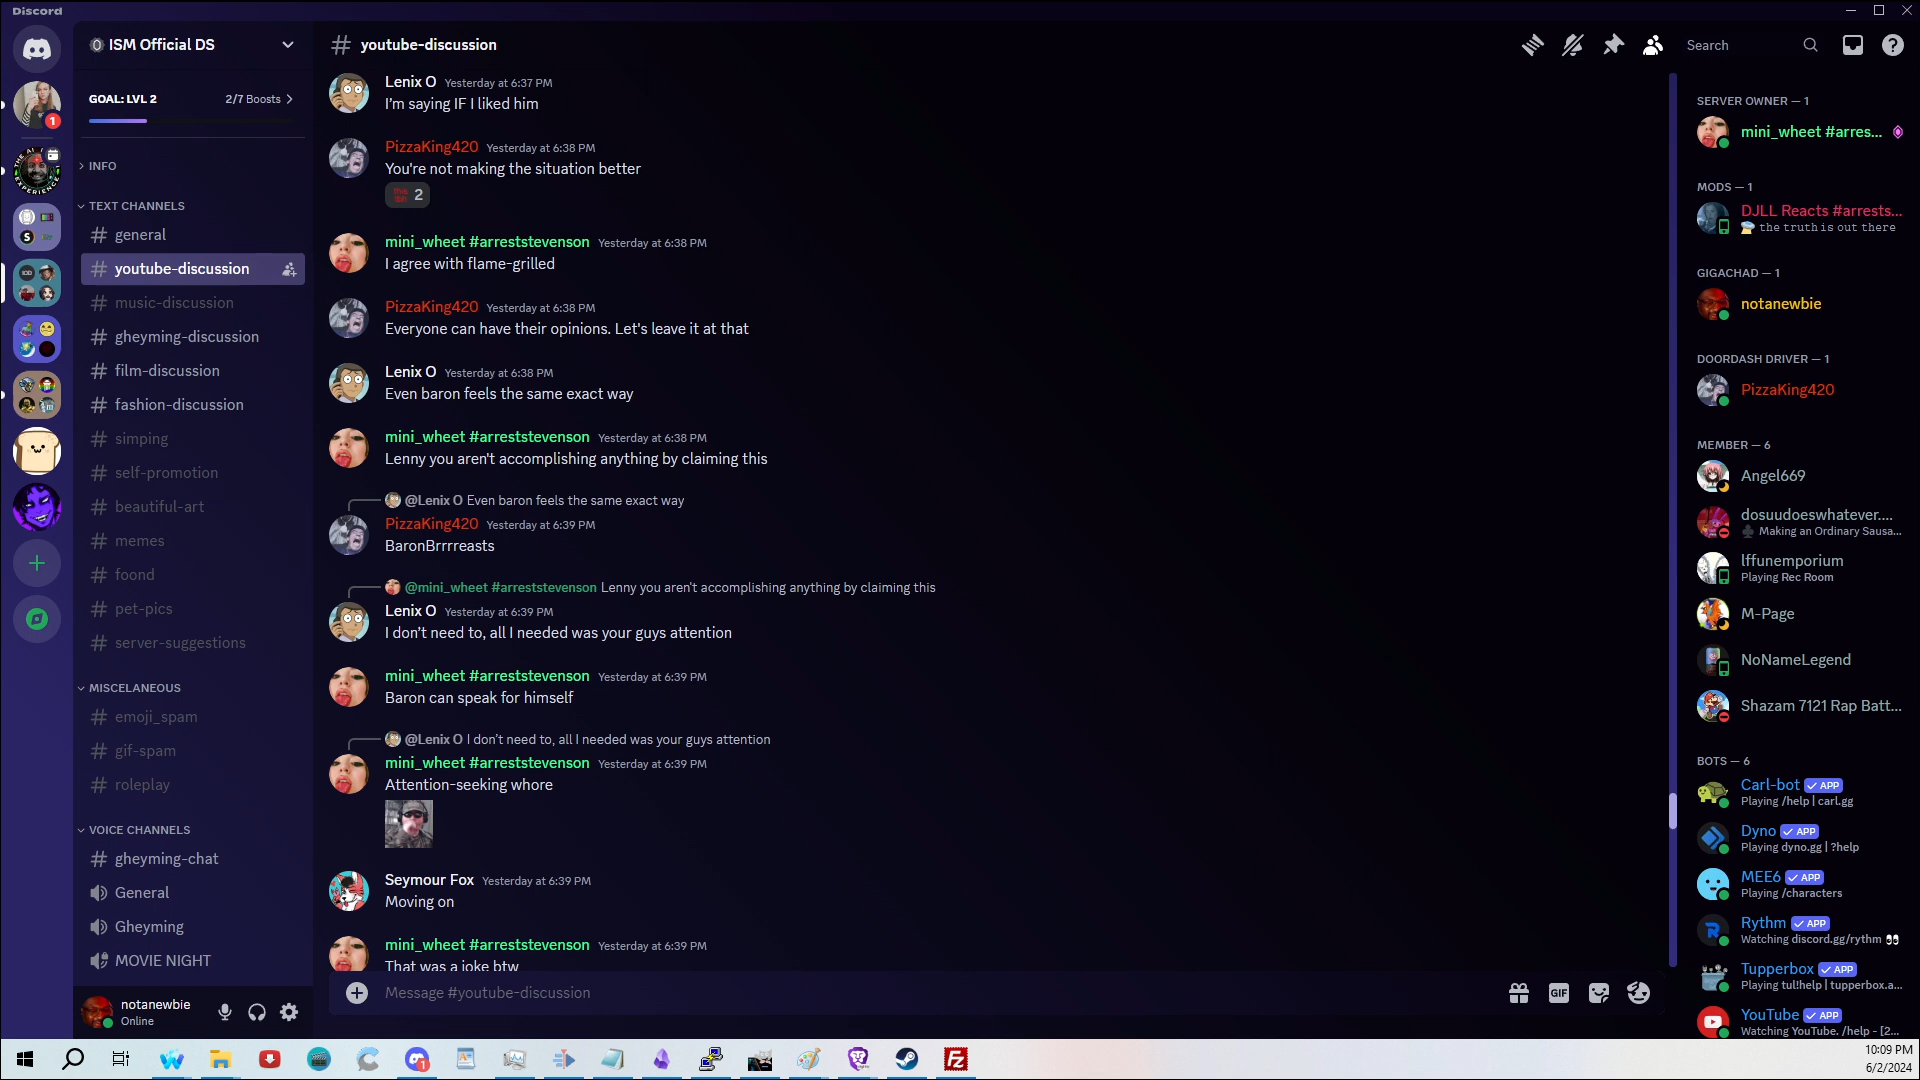 Discord
ISM Official DS
GOAL: LVL 2
2/7 Boosts
INFO
TEXT CHANNELS
general
youtube-discussion
music-discussion
gheyming-discussion
film-discussion
fashion-discussion
simping
self-promotion
beautiful-art
memes
foond
pet-pics
server-suggestions
MISCELANEOUS
emoji_spam
gif-spam
roleplay
VOICE CHANNELS
gheyming-chat
General
Gheyming
MOVIE NIGHT
notanewbie
Online
youtube-discussion
Search
Lenix O Yesterday at 6:37 PM
I'm saying IF I liked him
PizzaKing420 Yesterday at 6:38 PM
You're not making the situation better
2
mini_wheet #arreststevenson Yesterday at 6:38 PM
I agree with flame-grilled
PizzaKing420 Yesterday at 6:38 PM
Everyone can have their opinions. Let's leave it at that
Lenix O Yesterday at 6:38 PM
Even baron feels the same exact way
mini_wheet #arreststevenson Yesterday at 6:38 PM
Lenny you aren't accomplishing anything by claiming this
@Lenix O Even baron feels the same exact way
PizzaKing420 Yesterday at 6:39 PM
BaronBrrrreasts
@mini_wheet #arreststevenson Lenny you aren't accomplishing anything by claiming this
Lenix O Yesterday at 6:39 PM
I don't need to, all I needed was your guys attention
mini_wheet #arreststevenson Yesterday at 6:39 PM
Baron can speak for himself
@Lenix O I don't need to, all I needed was your guys attention
mini_wheet #arreststevenson Yesterday at 6:39 PM
Attention-seeking whore
Seymour Fox Yesterday at 6:39 PM
Moving on
mini_wheet #arreststevenson Yesterday at 6:39 PM
That was a joke btw
Message #youtube-discussion
GIF
SERVER OWNER — 1
mini_wheet #arres...
MODS — 1
DJLL Reacts #arrests...
the truth is out there
GIGACHAD — 1
notanewbie
DOORDASH DRIVER — 1
PizzaKing420
MEMBER — 6
Angel669
dosuudoeswhatever....
Making an Ordinary Sausa...
lffunemporium
Playing Rec Room
M-Page
NoNameLegend
Shazam 7121 Rap Batt...
BOTS — 6
Carl-bot APP
Playing /help | carl.gg
Dyno APP
Playing dyno.gg | ?help
MEE6 APP
Playing /characters
Rythm APP
Watching discord.gg/rythm
Tupperbox APP
Playing tul!help | tupperbox.a...
YouTube APP
Watching YouTube. /help - [2...
10:09 PM
6/2/2024